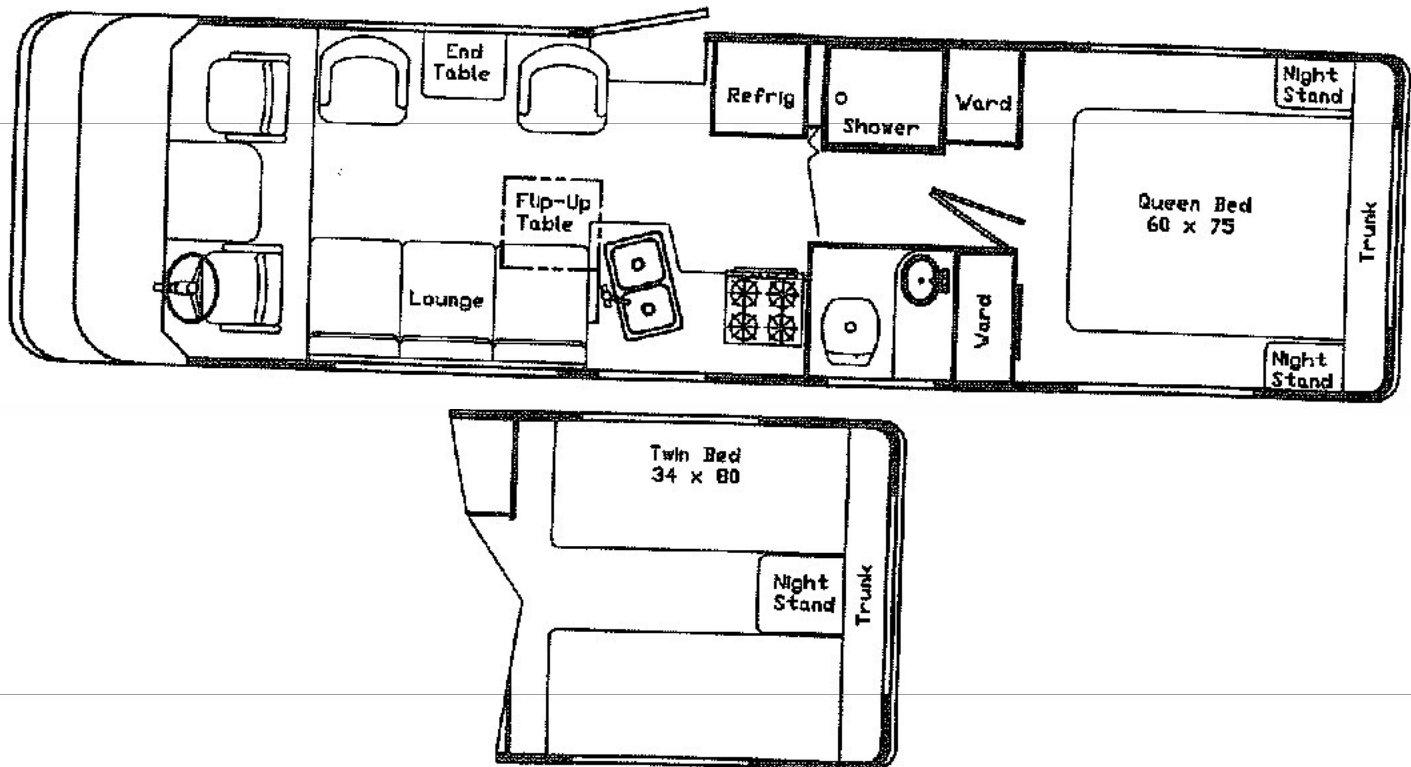 End
Table
Refrig
Shower
Ward
Night
Stand
Flip-Up
Table
Lounge
Queen Bed
60 x 75
Trunk
Ward
Night
Stand
Twin Bed
34 x 80
Night
Stand
Trunk